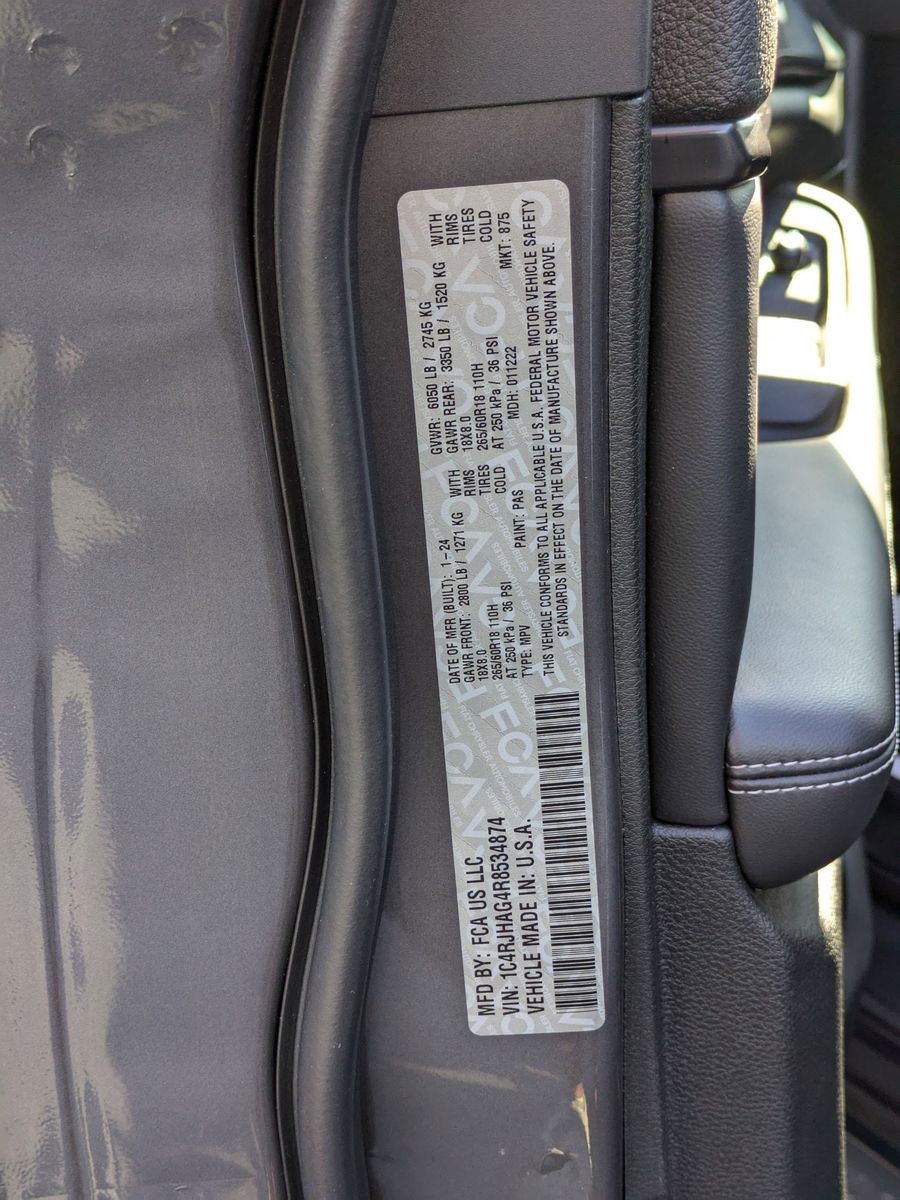 MFD BY: FCA US LLC
VIN: 1C4RJHAG4R8534874
VEHICLE MADE IN: U.S.A.
DATE OF MFR (BUILT): 1-24
GAWR FRONT: 2800 LB / 1271 KG WITH
18X8.0 RIMS
265/60R18 110H TIRES
AT 250 kPa / 36 PSI COLD
TYPE: MPV PAINT: PAS
GVWR: 6050 LB / 2745 KG
GAWR REAR: 3350 LB / 1520 KG WITH
18X8.0 RIMS
265/60R18 110H TIRES
AT 250 kPa / 36 PSI COLD
MDH: 011222 MKT: 875
THIS VEHICLE CONFORMS TO ALL APPLICABLE U.S.A. FEDERAL MOTOR VEHICLE SAFETY
STANDARDS IN EFFECT ON THE DATE OF MANUFACTURE SHOWN ABOVE.
FCA